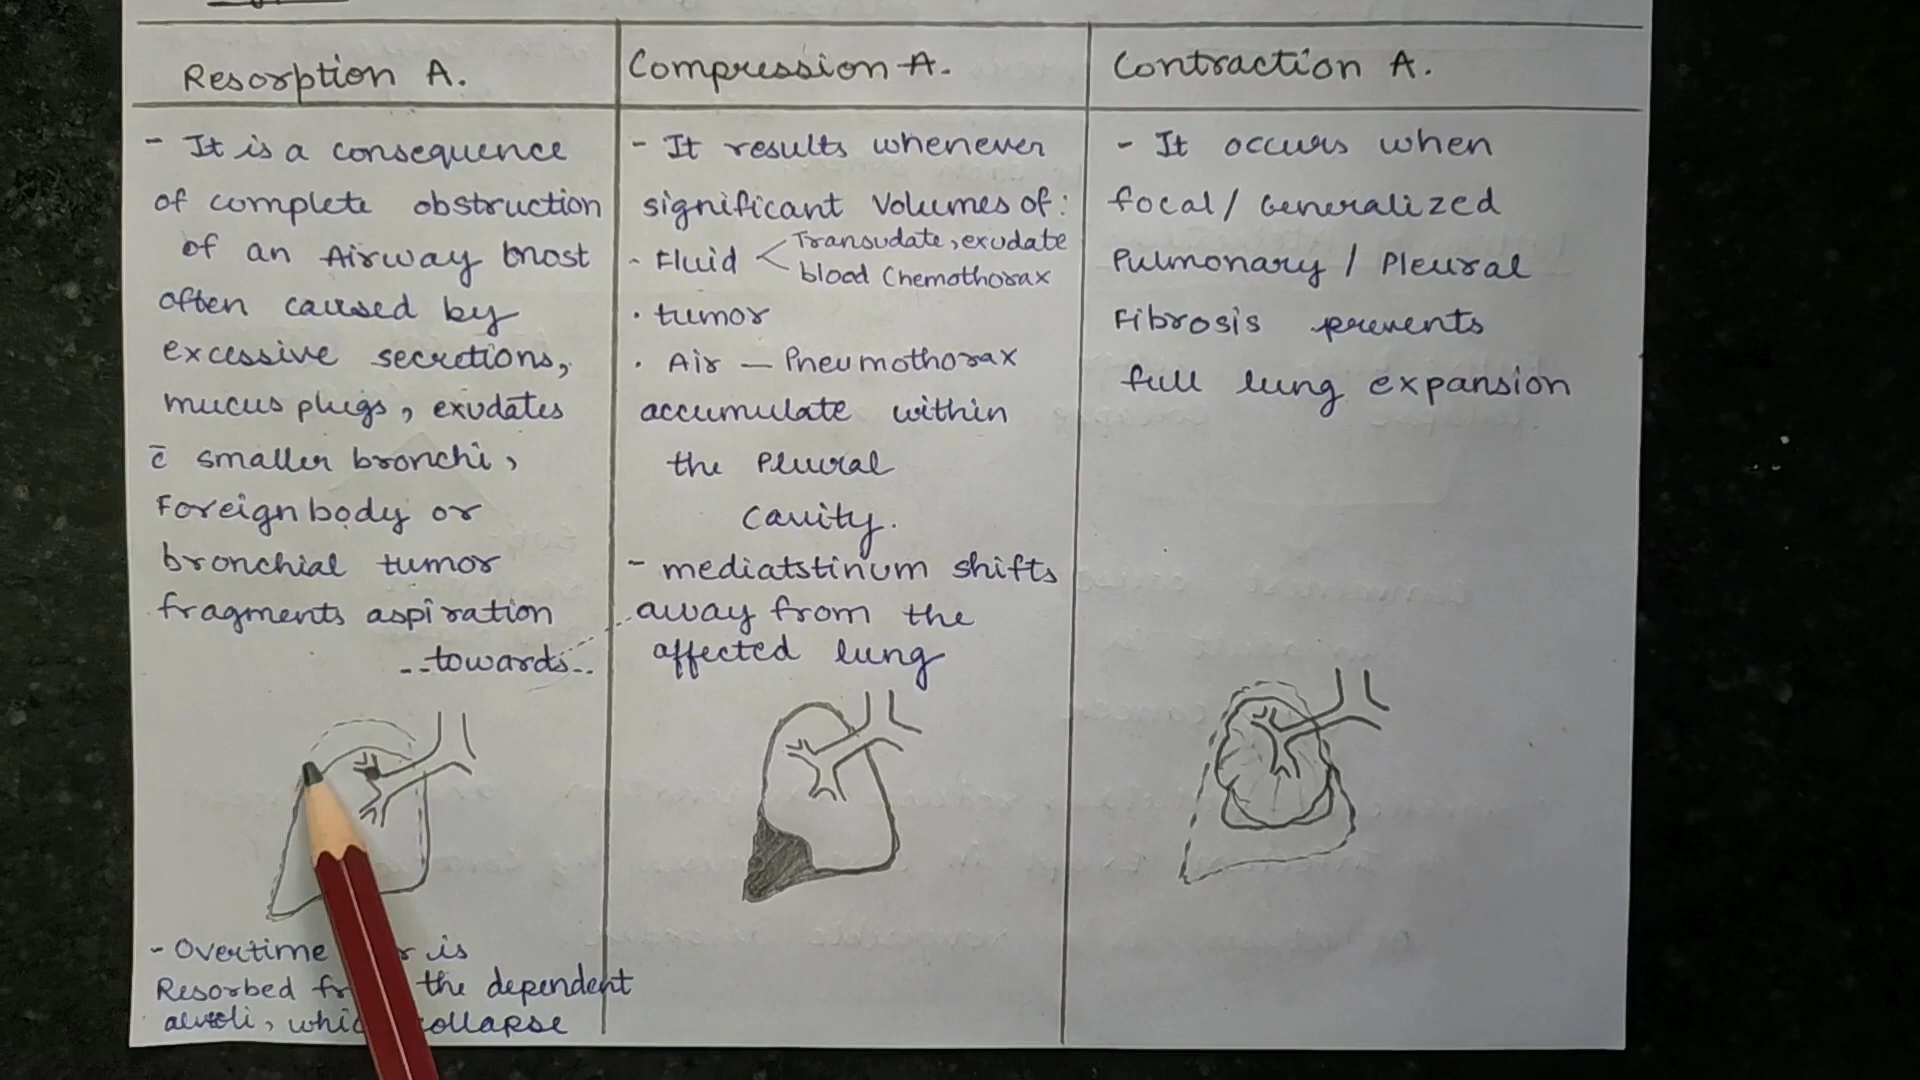 Resorption A.
- It is a consequence
of complete obstruction
of an Airway most
often caused by
excessive secretions,
mucus plugs, exudates
c̄ smaller bronchi,
Foreign body or
bronchial tumor
fragments aspiration
--towards--
- Overtime is
Resorbed the dependent
alveoli, collapse
Compression A.
- It results whenever
significant Volumes of:
- Fluid < Transudate, exudate
blood Chemothorax
· tumor
· Air — Pneumothorax
accumulate within
the Plural
Cavity.
- mediatstinum shifts
away from the
affected lung
Contraction A.
- It occurs when
focal / Generalized
Pulmonary / Pleural
Fibrosis prevents
full lung expansion